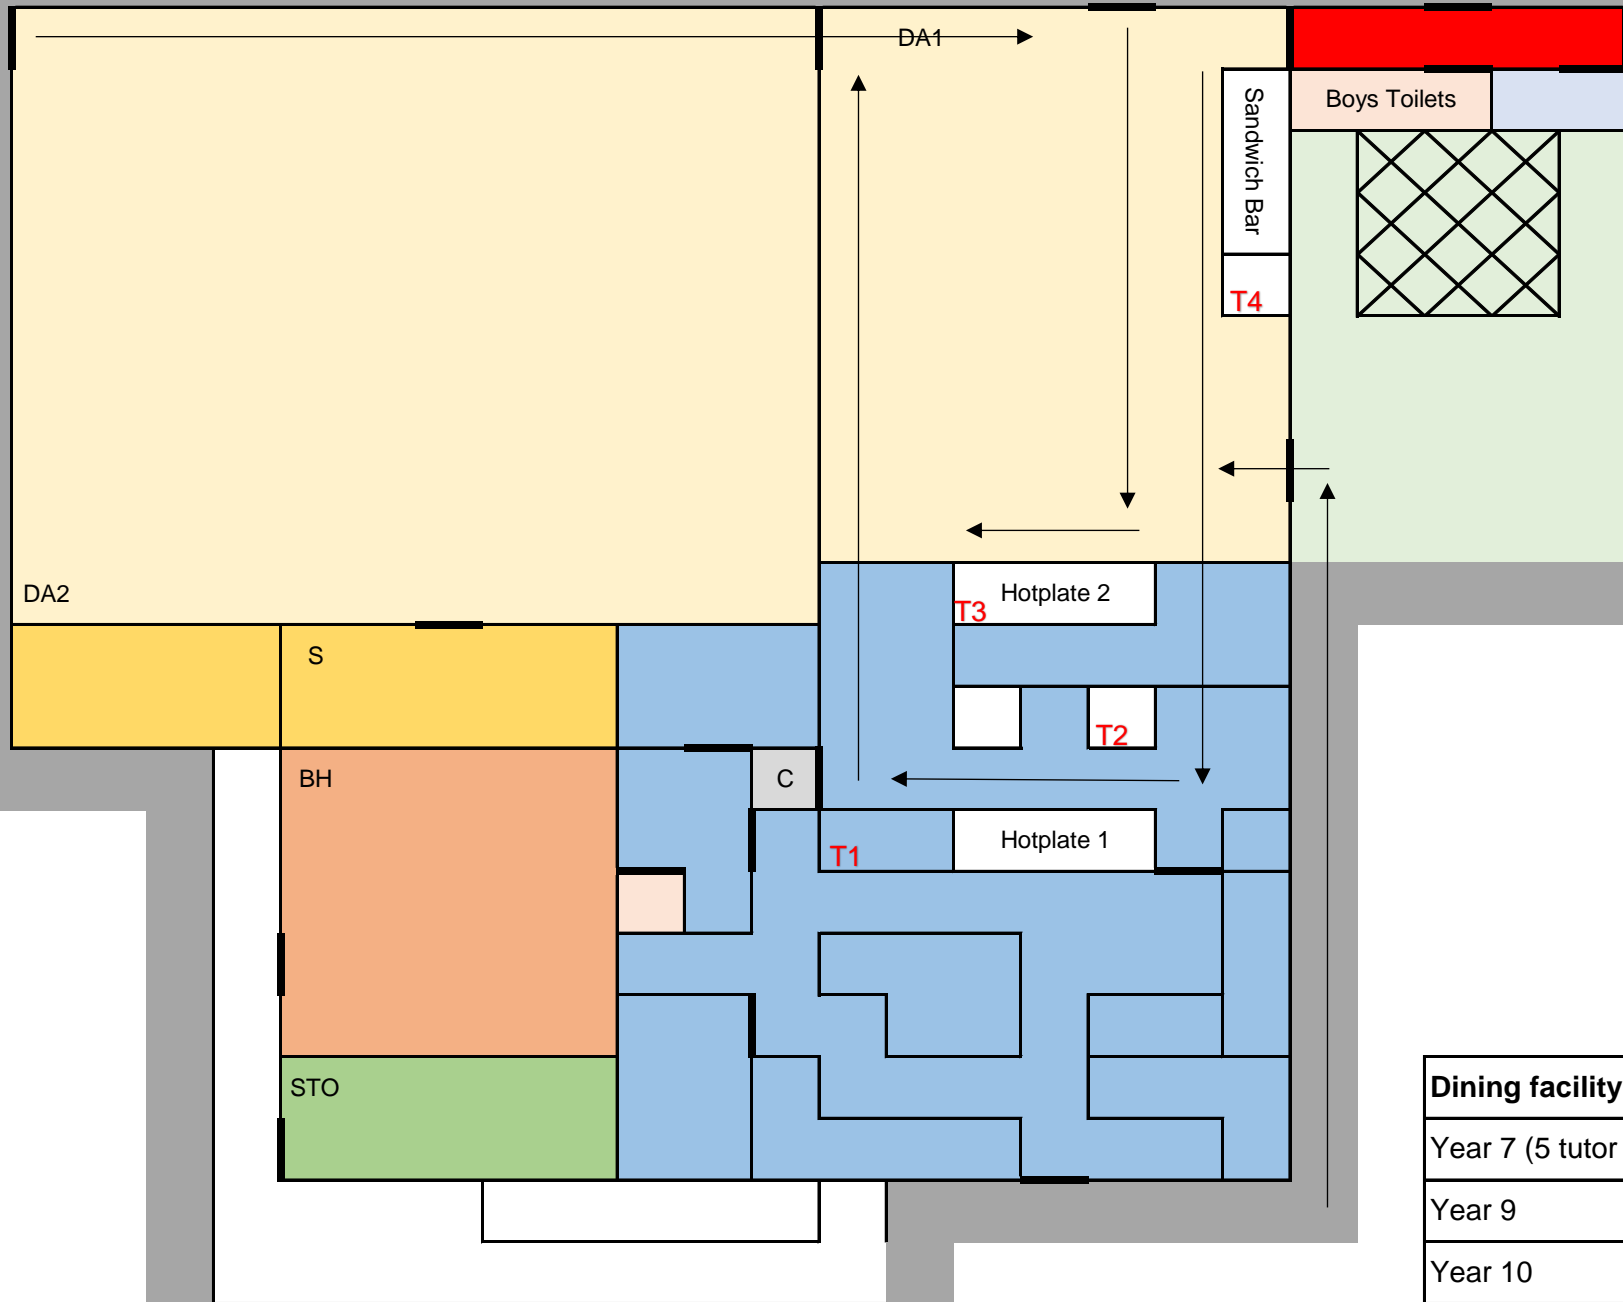 DA1
Boys Toilets
Sandwich Bar
T4
DA2
Hotplate 2
T3
S
T2
BH
C
Hotplate 1
T1
STO
Dining facility
Year 7 (5 tutor
Year 9
Year 10